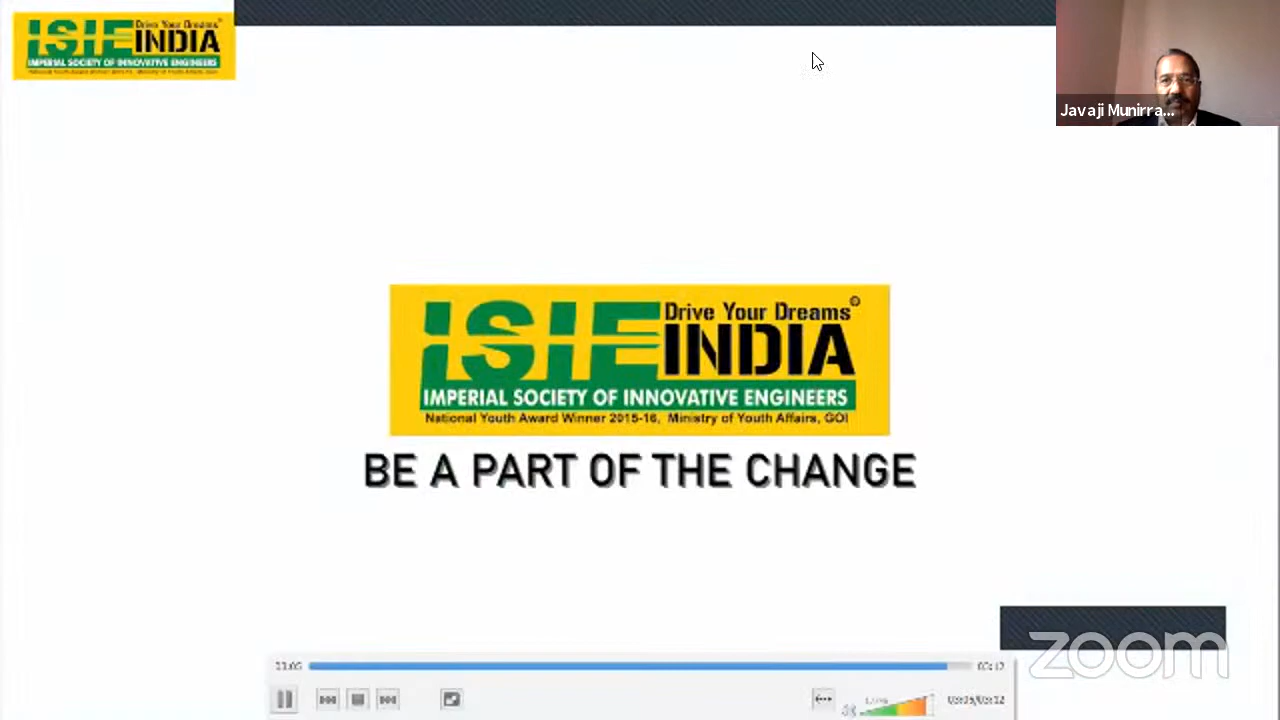 ISIE
Drive Your Dreams
INDIA
IMPERIAL SOCIETY OF INNOVATIVE ENGINEERS
Javaji Munirra...
ISIE
Drive Your Dreams®
INDIA
IMPERIAL SOCIETY OF INNOVATIVE ENGINEERS
National Youth Award Winner 2015-16, Ministry of Youth Affairs, GOI
BE A PART OF THE CHANGE
zoom